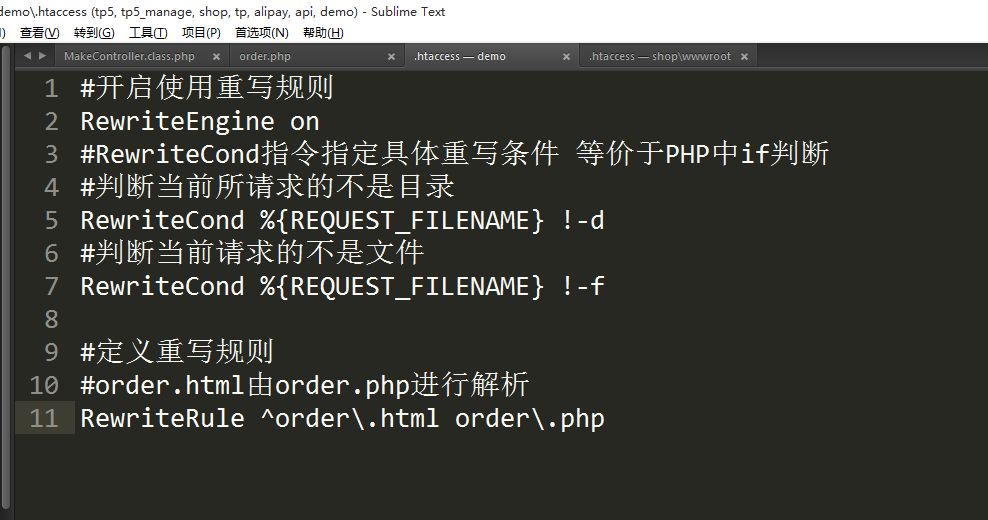 demo\.htaccess (tp5, tp5_manage, shop, tp, alipay, api, demo) - Sublime Text
查看(V) 转到(G) 工具(T) 项目(P) 首选项(N) 帮助(H)
MakeController.class.php × order.php × .htaccess — demo × .htaccess — shop\wwwroot ×
1 #开启使用重写规则
2 RewriteEngine on
3 #RewriteCond指令指定具体重写条件 等价于PHP中if判断
4 #判断当前所请求的不是目录
5 RewriteCond %{REQUEST_FILENAME} !-d
6 #判断当前请求的不是文件
7 RewriteCond %{REQUEST_FILENAME} !-f
8
9 #定义重写规则
10 #order.html由order.php进行解析
11 RewriteRule ^order\.html order\.php